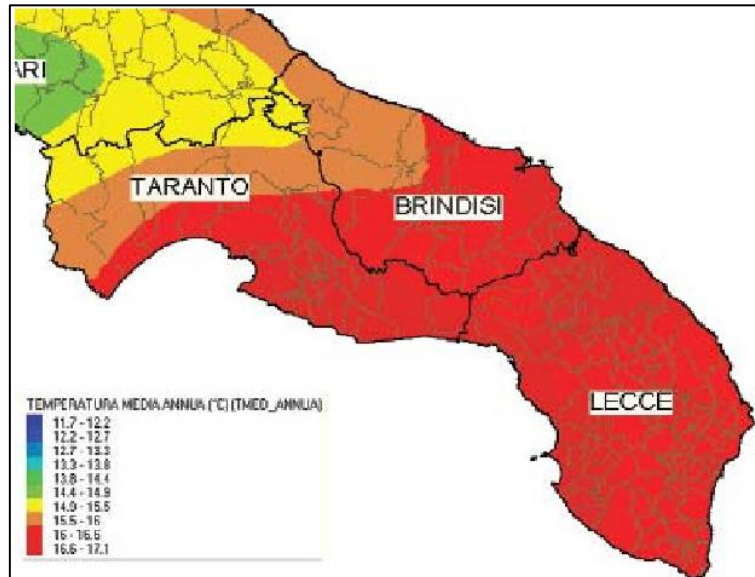 ARI
TARANTO
BRINDISI
LECCE
TEMPERATURA MEDIA ANNUA (°C) (TMED_ANNUA)
11.7 - 12.2
12.2 - 12.7
12.7 - 13.3
13.3 - 13.8
13.8 - 14.4
14.4 - 14.9
14.9 - 15.5
15.5 - 16
16 - 16.6
16.6 - 17.1